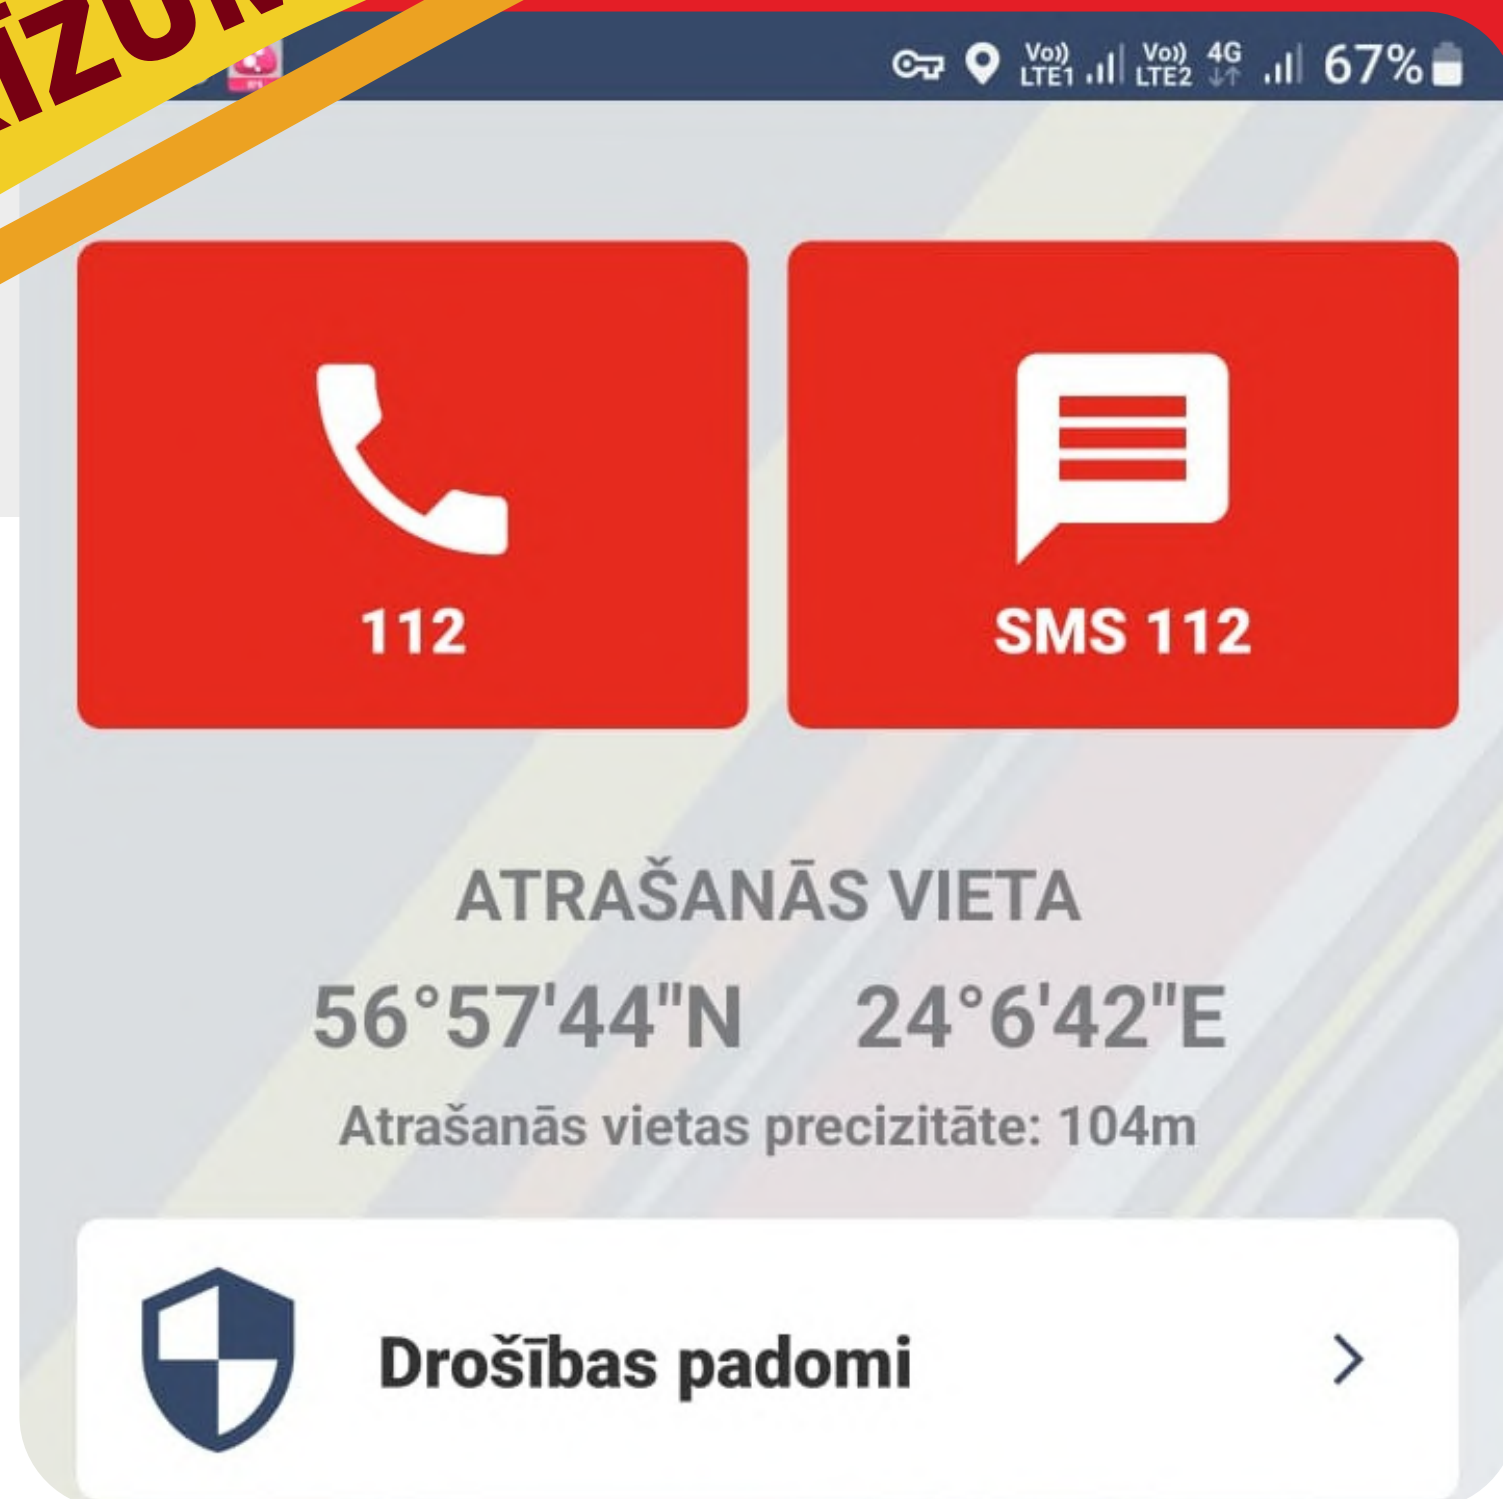 67%
Vo)) LTE1 Vo)) LTE2 4G
112
SMS 112
ATRAŠANĀS VIETA
56°57'44"N 24°6'42"E
Atrašanās vietas precizitāte: 104m
Drošības padomi